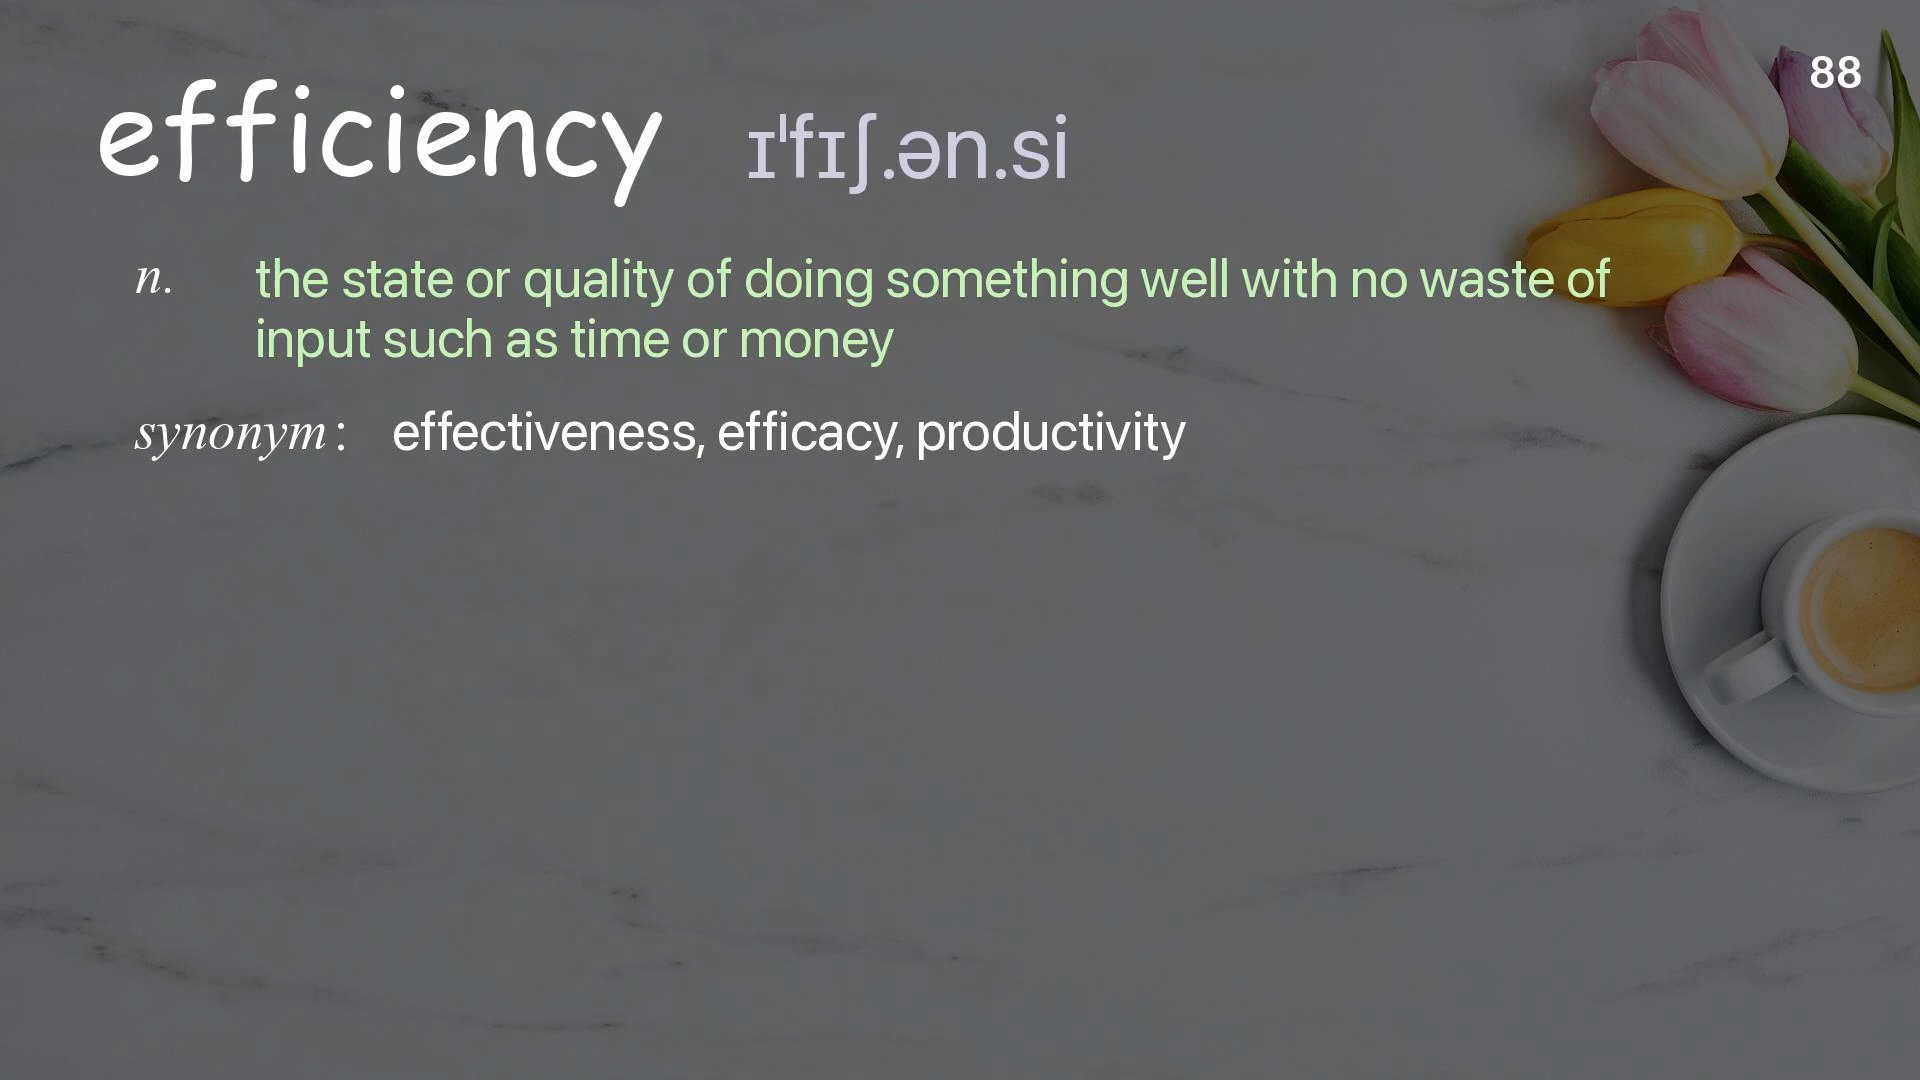 88
efficiency ɪˈfɪʃ.ən.si
n. the state or quality of doing something well with no waste of
input such as time or money
synonym : effectiveness, efficacy, productivity